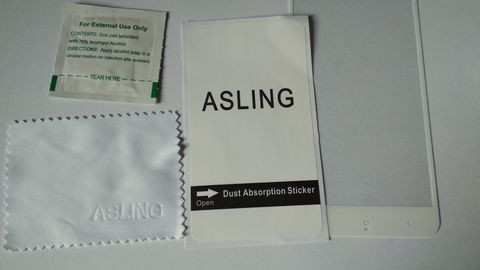 For External Use Only
CONTENTS: One pad saturated
with 70% Isopropyl Alcohol.
DIRECTIONS: Apply alcohol prep in a
circular motion on injection site outward.
TEAR HERE
ASLING
Dust Absorption Sticker
Open
ASLING